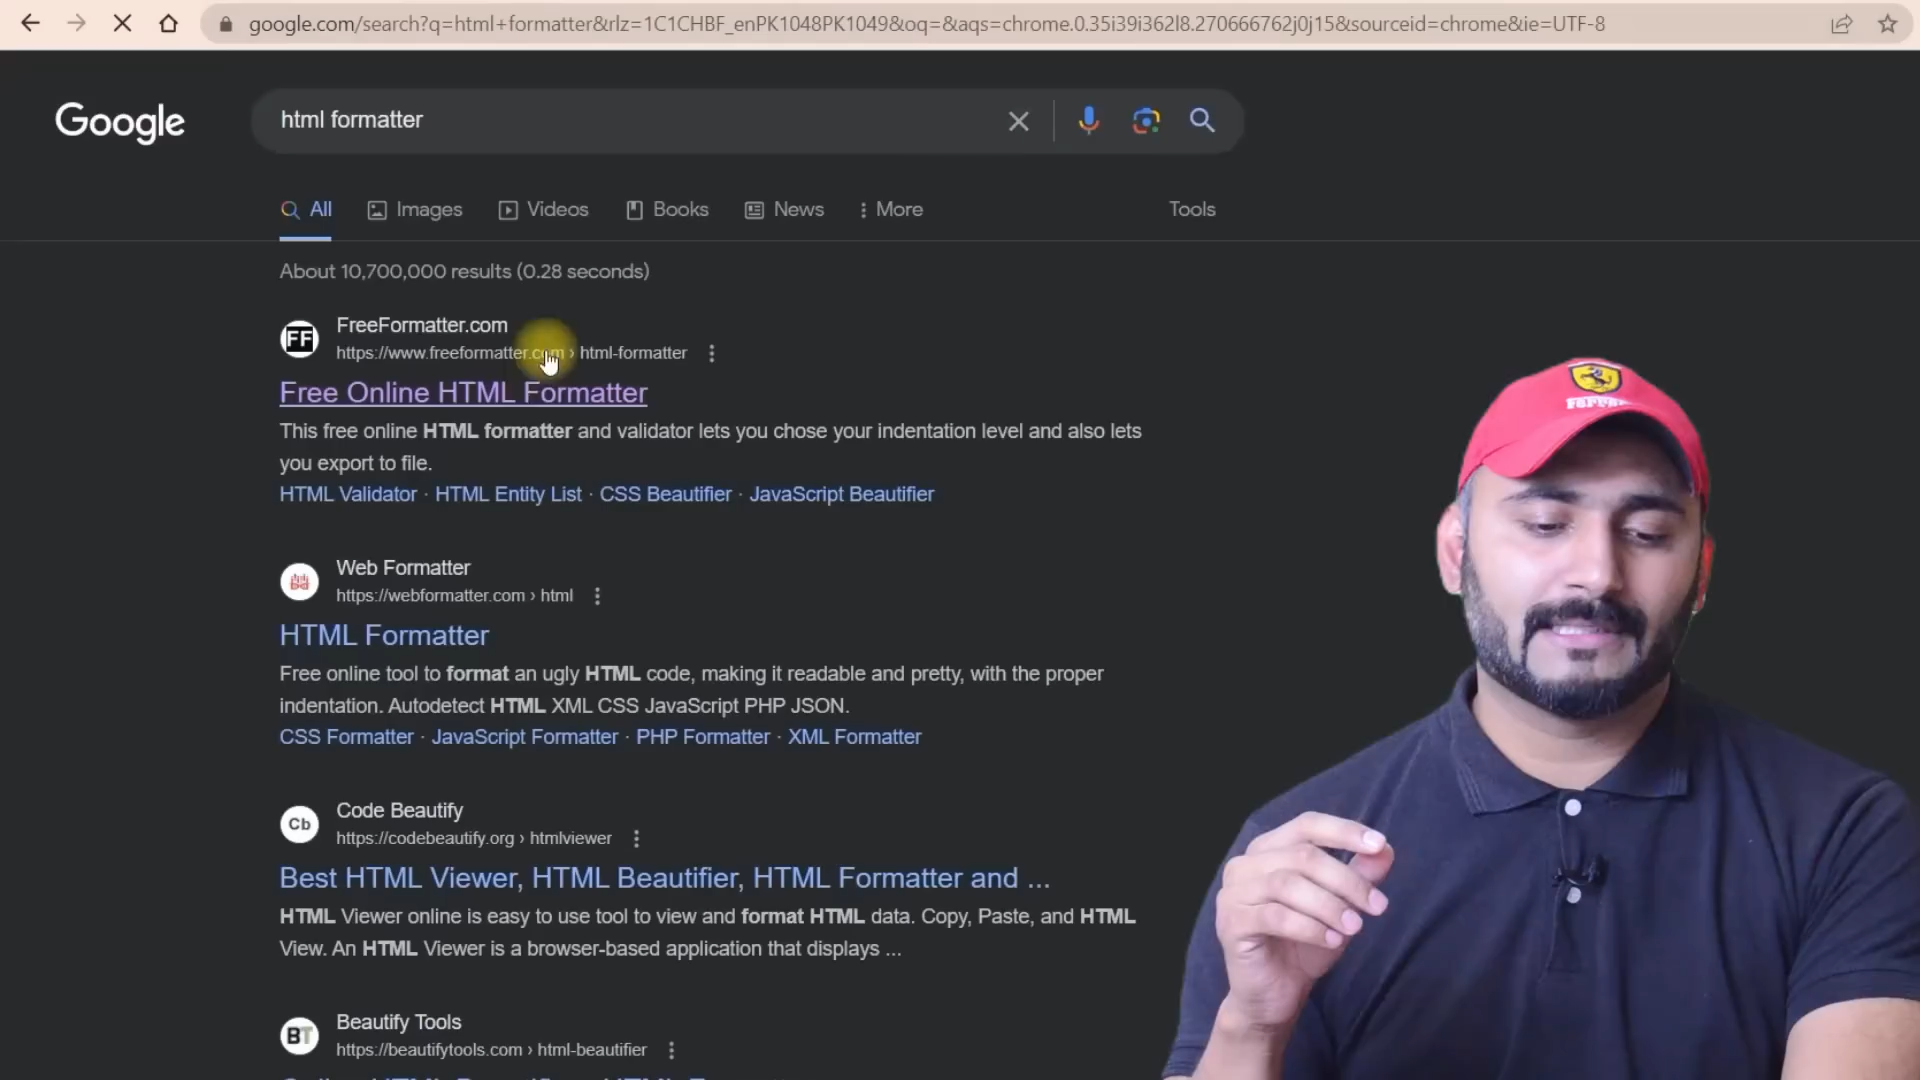 google.com/search?q=html+formatter&rlz=1C1CHBF_enPK1048PK1049&oq=&aqs=chrome.0.35i39i362l8.270666762j0j15&sourceid=chrome&ie=UTF-8
Google
html formatter
All Images Videos Books News More Tools
About 10,700,000 results (0.28 seconds)
FF
FreeFormatter.com
https://www.freeformatter.com › html-formatter
Free Online HTML Formatter
This free online HTML formatter and validator lets you chose your indentation level and also lets
you export to file.
HTML Validator · HTML Entity List · CSS Beautifier · JavaScript Beautifier
Web Formatter
https://webformatter.com › html
HTML Formatter
Free online tool to format an ugly HTML code, making it readable and pretty, with the proper
indentation. Autodetect HTML XML CSS JavaScript PHP JSON.
CSS Formatter · JavaScript Formatter · PHP Formatter · XML Formatter
Cb
Code Beautify
https://codebeautify.org › htmlviewer
Best HTML Viewer, HTML Beautifier, HTML Formatter and ...
HTML Viewer online is easy to use tool to view and format HTML data. Copy, Paste, and HTML
View. An HTML Viewer is a browser-based application that displays ...
BT
Beautify Tools
https://beautifytools.com › html-beautifier
Ferrari